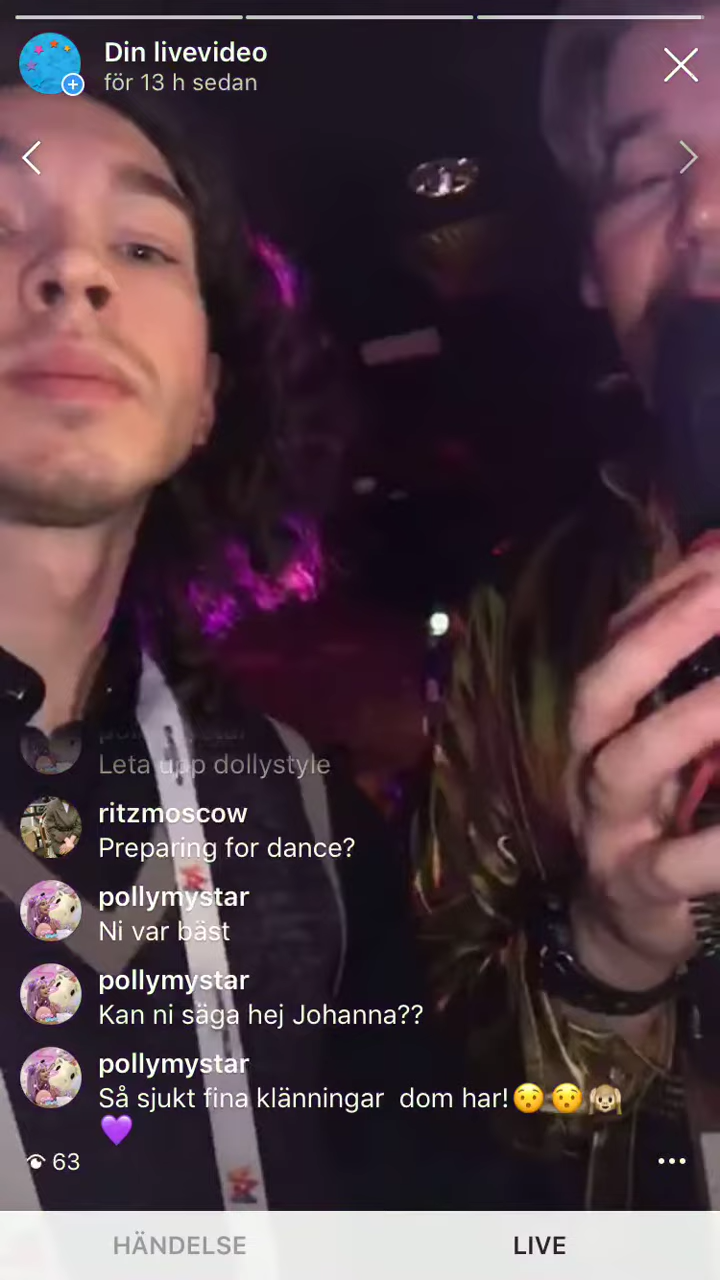 Din livevideo
för 13 h sedan
pollymystar
Leta upp dollystyle
ritzmoscow
Preparing for dance?
pollymystar
Ni var bäst
pollymystar
Kan ni säga hej Johanna??
pollymystar
Så sjukt fina klänningar dom har!😯😯🙉
💜
63
HÄNDELSE
LIVE